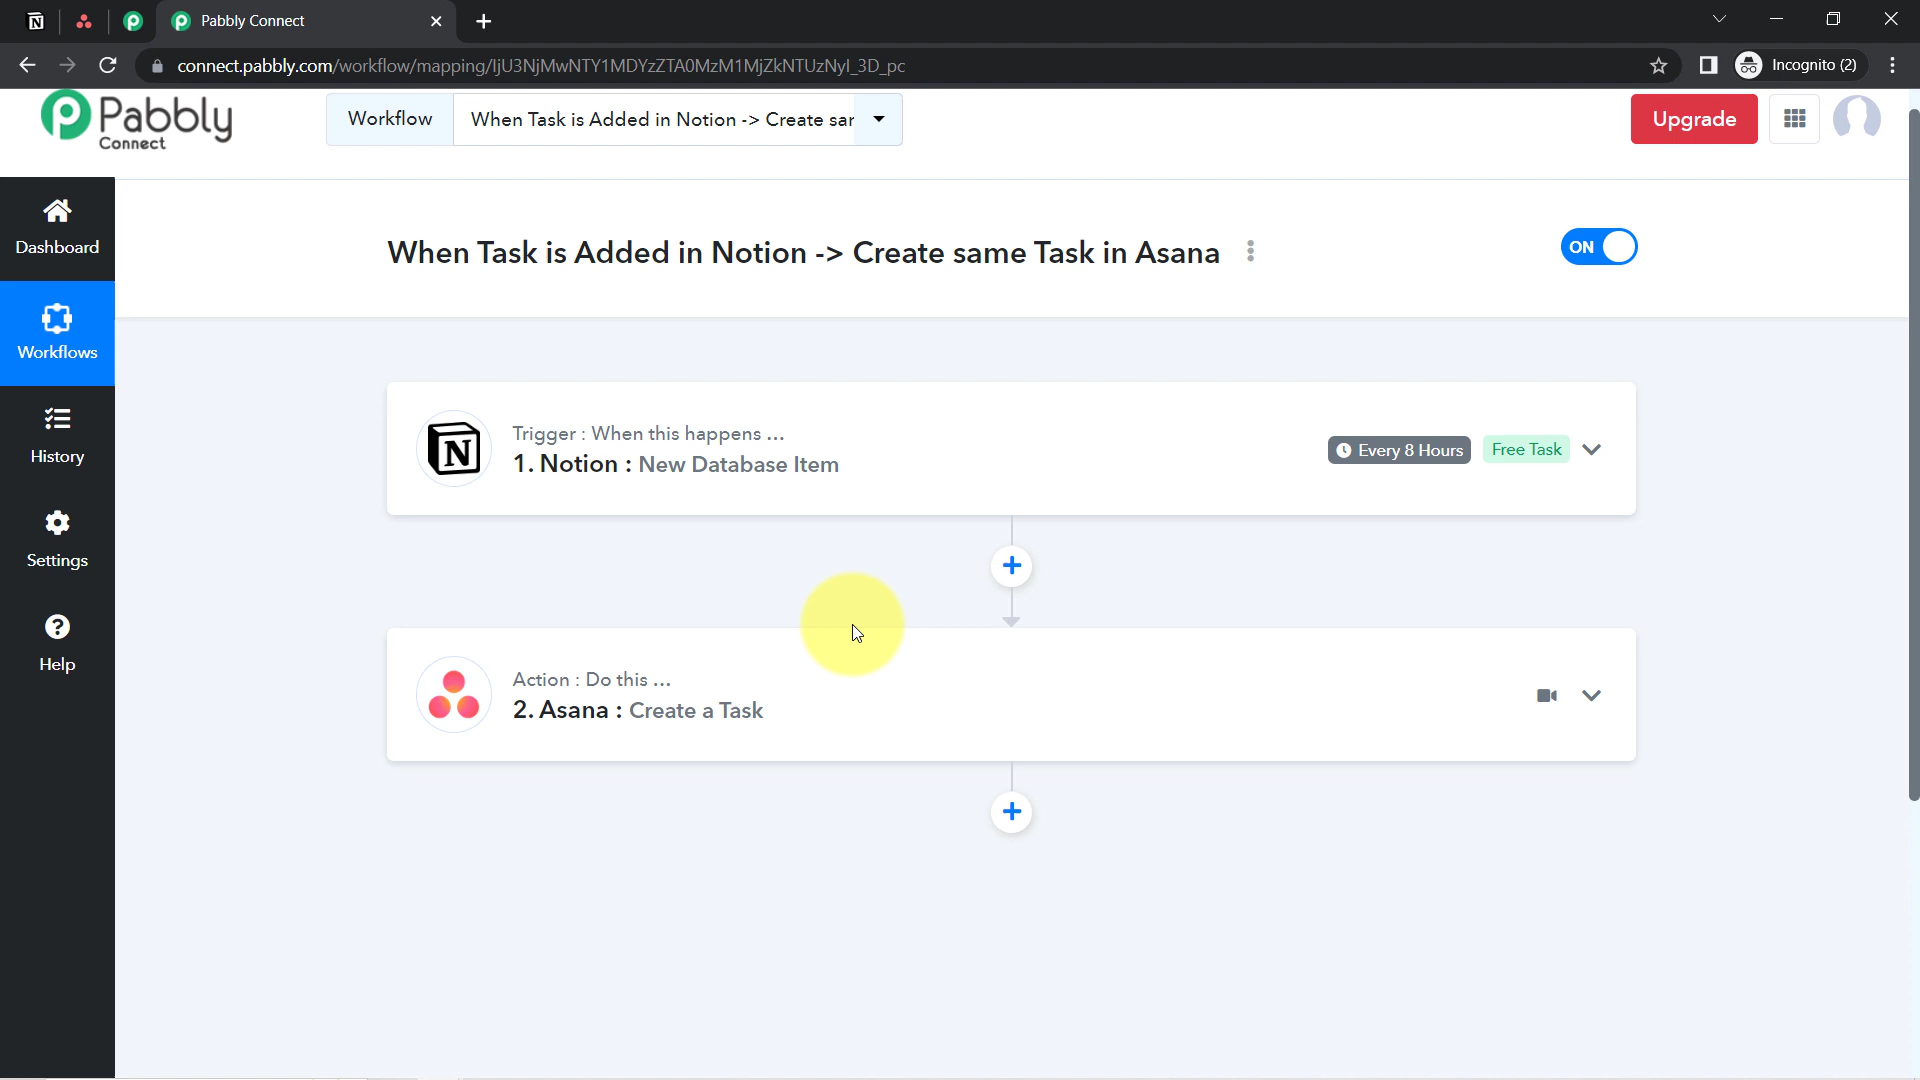 Pabbly Connect
connect.pabbly.com/workflow/mapping/IjU3NjMwNTY1MDYzZTA0MzM1MjZkNTUzNyI_3D_pc
Incognito (2)
Pabbly
Connect
Workflow
When Task is Added in Notion -> Create sar
Upgrade
Dashboard
Workflows
History
Settings
Help
When Task is Added in Notion -> Create same Task in Asana
ON
Trigger : When this happens ...
1. Notion : New Database Item
Every 8 Hours
Free Task
Action : Do this ...
2. Asana : Create a Task